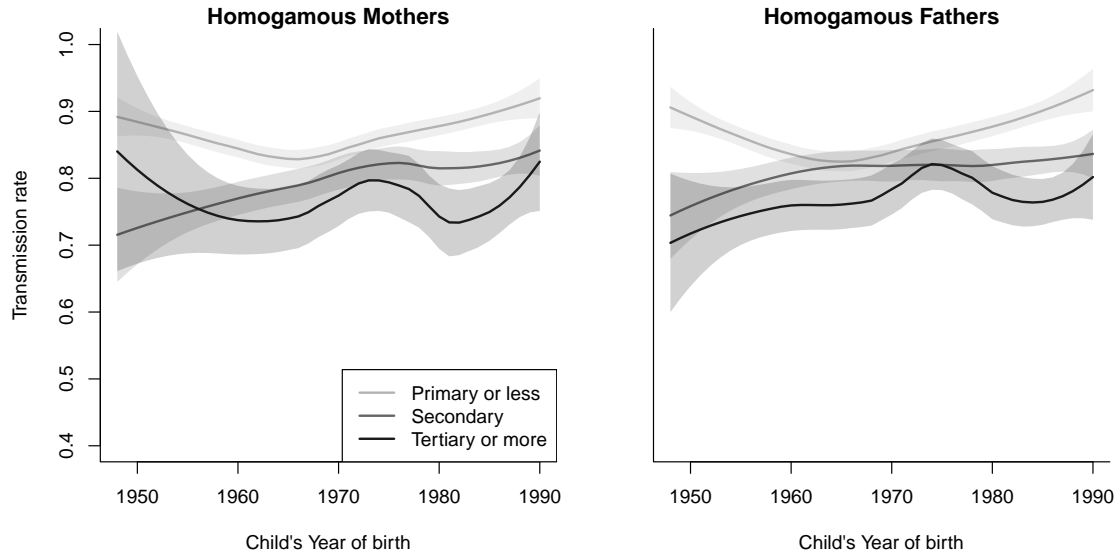 Homogamous Mothers
Homogamous Fathers
Transmission rate
1.0
0.9
0.8
0.7
0.6
0.5
0.4
Primary or less
Secondary
Tertiary or more
1950 1960 1970 1980 1990
1950 1960 1970 1980 1990
Child's Year of birth
Child's Year of birth